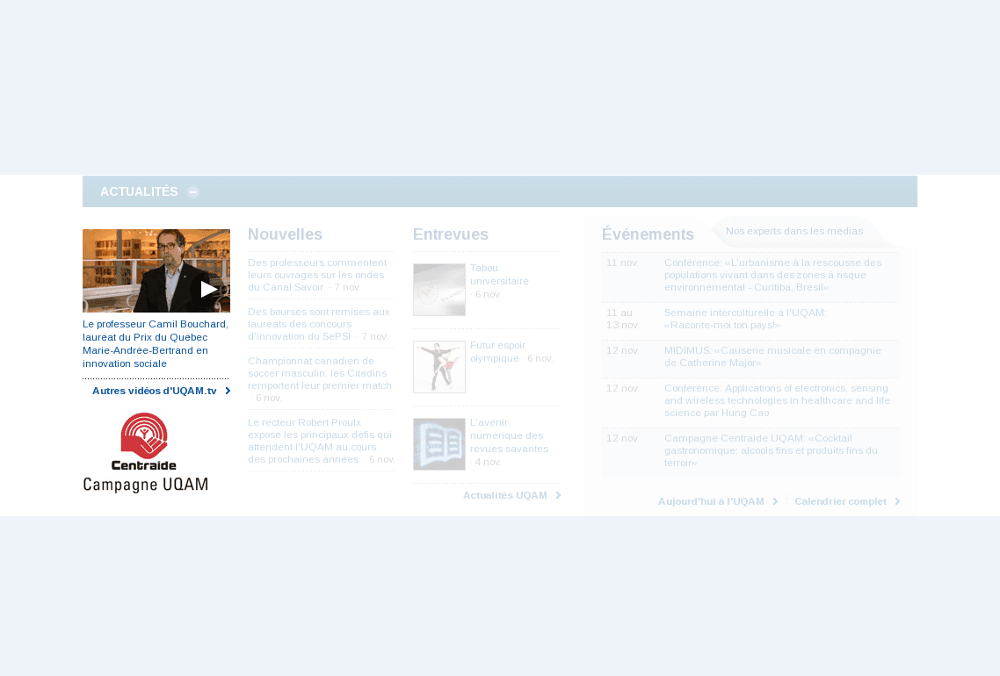 ACTUALITÉS
Le professeur Camil Bouchard,
lauréat du Prix du Québec
Marie-Andrée-Bertrand en
innovation sociale
Autres vidéos d'UQAM.tv
Centraide
Campagne UQAM
Nouvelles
Des professeurs commentent
leurs ouvrages sur les ondes
du Canal Savoir · 7 nov.
Des bourses sont remises aux
lauréats des concours
d'innovation du SePSI · 7 nov.
Championnat canadien de
soccer masculin: les Citadins
remportent leur premier match
· 6 nov.
Le recteur Robert Proulx
expose les principaux défis qui
attendent l'UQAM au cours
des prochaines années · 6 nov.
Entrevues
Tabou
universitaire
· 6 nov.
Futur espoir
olympique · 6 nov.
L'avenir
numérique des
revues savantes
· 4 nov.
Actualités UQAM
Événements
Nos experts dans les médias
11 nov. Conférence: «L'urbanisme à la rescousse des
populations vivant dans des zones à risque
environnemental - Curitiba, Brésil»
11 au Semaine interculturelle à l'UQAM:
13 nov. «Raconte-moi ton pays!»
12 nov. MIDIMUS: «Causerie musicale en compagnie
de Catherine Major»
12 nov. Conférence: Applications of electronics, sensing
and wireless technologies in healthcare and life
science par Hung Cao
12 nov. Campagne Centraide UQAM: «Cocktail
gastronomique: alcools fins et produits fins du
terroir»
Aujourd'hui à l'UQAM
Calendrier complet